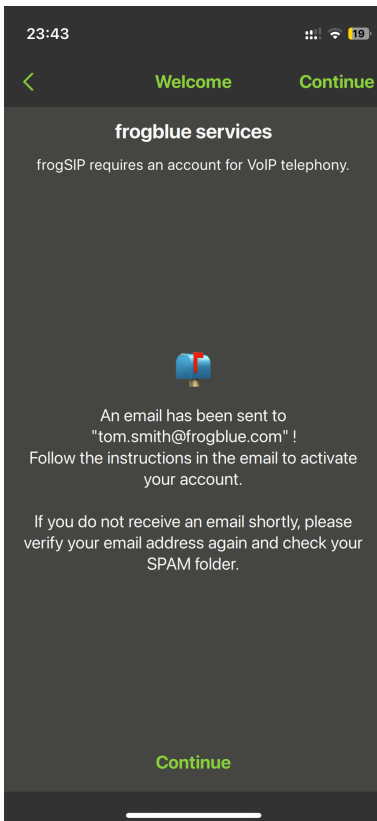 23:43
19
Welcome
Continue
frogblue services
frogSIP requires an account for VoIP telephony.
An email has been sent to
"tom.smith@frogblue.com" !
Follow the instructions in the email to activate
your account.
If you do not receive an email shortly, please
verify your email address again and check your
SPAM folder.
Continue